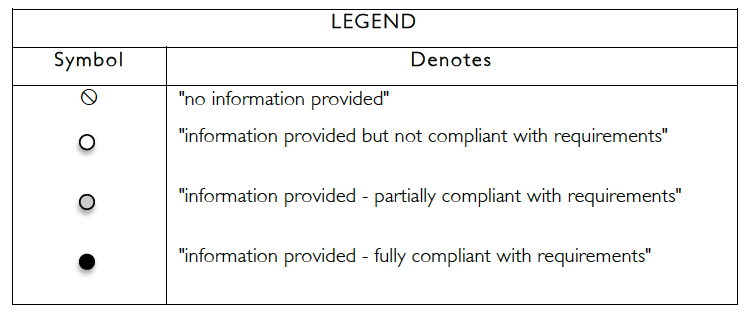 LEGEND
Symbol Denotes
"no information provided"
"information provided but not compliant with requirements"
"information provided - partially compliant with requirements"
"information provided - fully compliant with requirements"